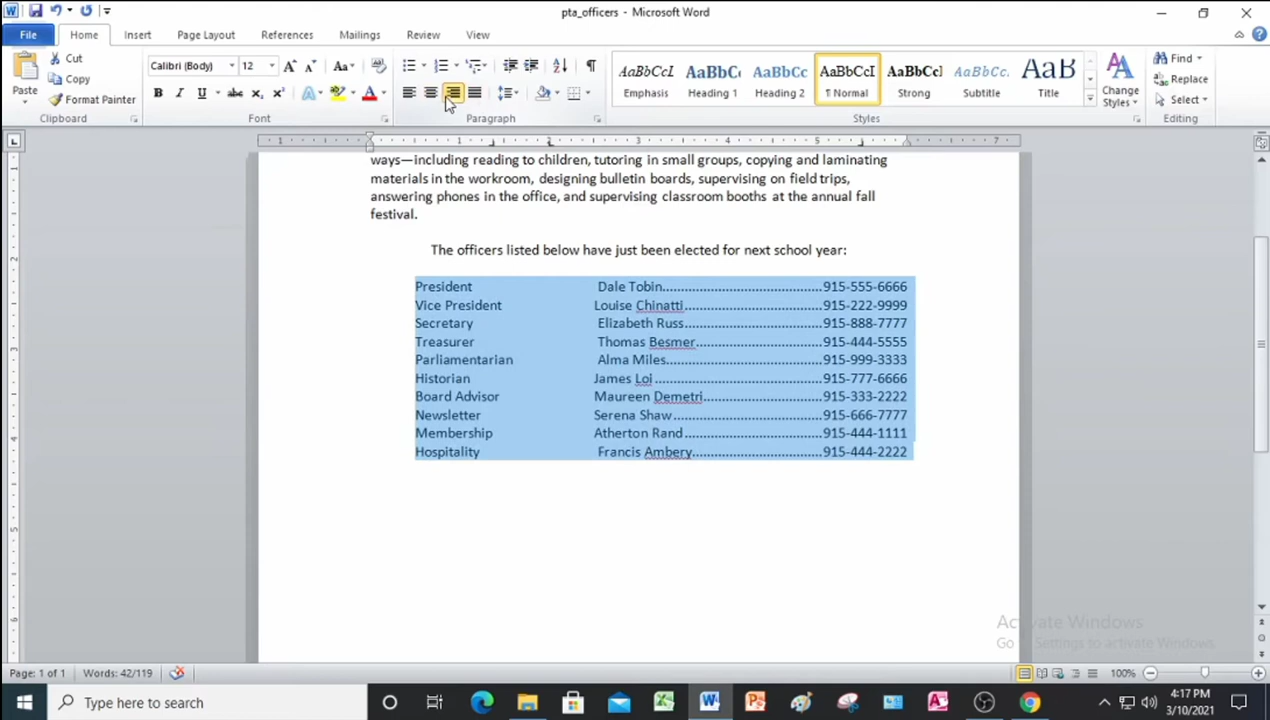 pta_officers - Microsoft Word
File Home Insert Page Layout References Mailings Review View
Paste
Cut
Copy
Format Painter
Clipboard
Calibri (Body) 12
Font
Paragraph
AaBbCcI AaBbC AaBbCc AaBbCcI AaBbCcI AaBbCc. AaBb
Emphasis Heading 1 Heading 2 ¶ Normal Strong Subtitle Title
Change Styles
Styles
Find
Replace
Select
Editing
ways—including reading to children, tutoring in small groups, copying and laminating
materials in the workroom, designing bulletin boards, supervising on field trips,
answering phones in the office, and supervising classroom booths at the annual fall
festival.
The officers listed below have just been elected for next school year:
President Dale Tobin........................................915-555-6666
Vice President Louise Chinatti...................................915-222-9999
Secretary Elizabeth Russ...................................915-888-7777
Treasurer Thomas Besmer................................915-444-5555
Parliamentarian Alma Miles.......................................915-999-3333
Historian James Loi..........................................915-777-6666
Board Advisor Maureen Demetri..............................915-333-2222
Newsletter Serena Shaw.....................................915-666-7777
Membership Atherton Rand...................................915-444-1111
Hospitality Francis Ambery.................................915-444-2222
Activate Windows
Go to Settings to activate Windows.
Page: 1 of 1 Words: 42/119 100%
Type here to search
4:17 PM
3/10/2021